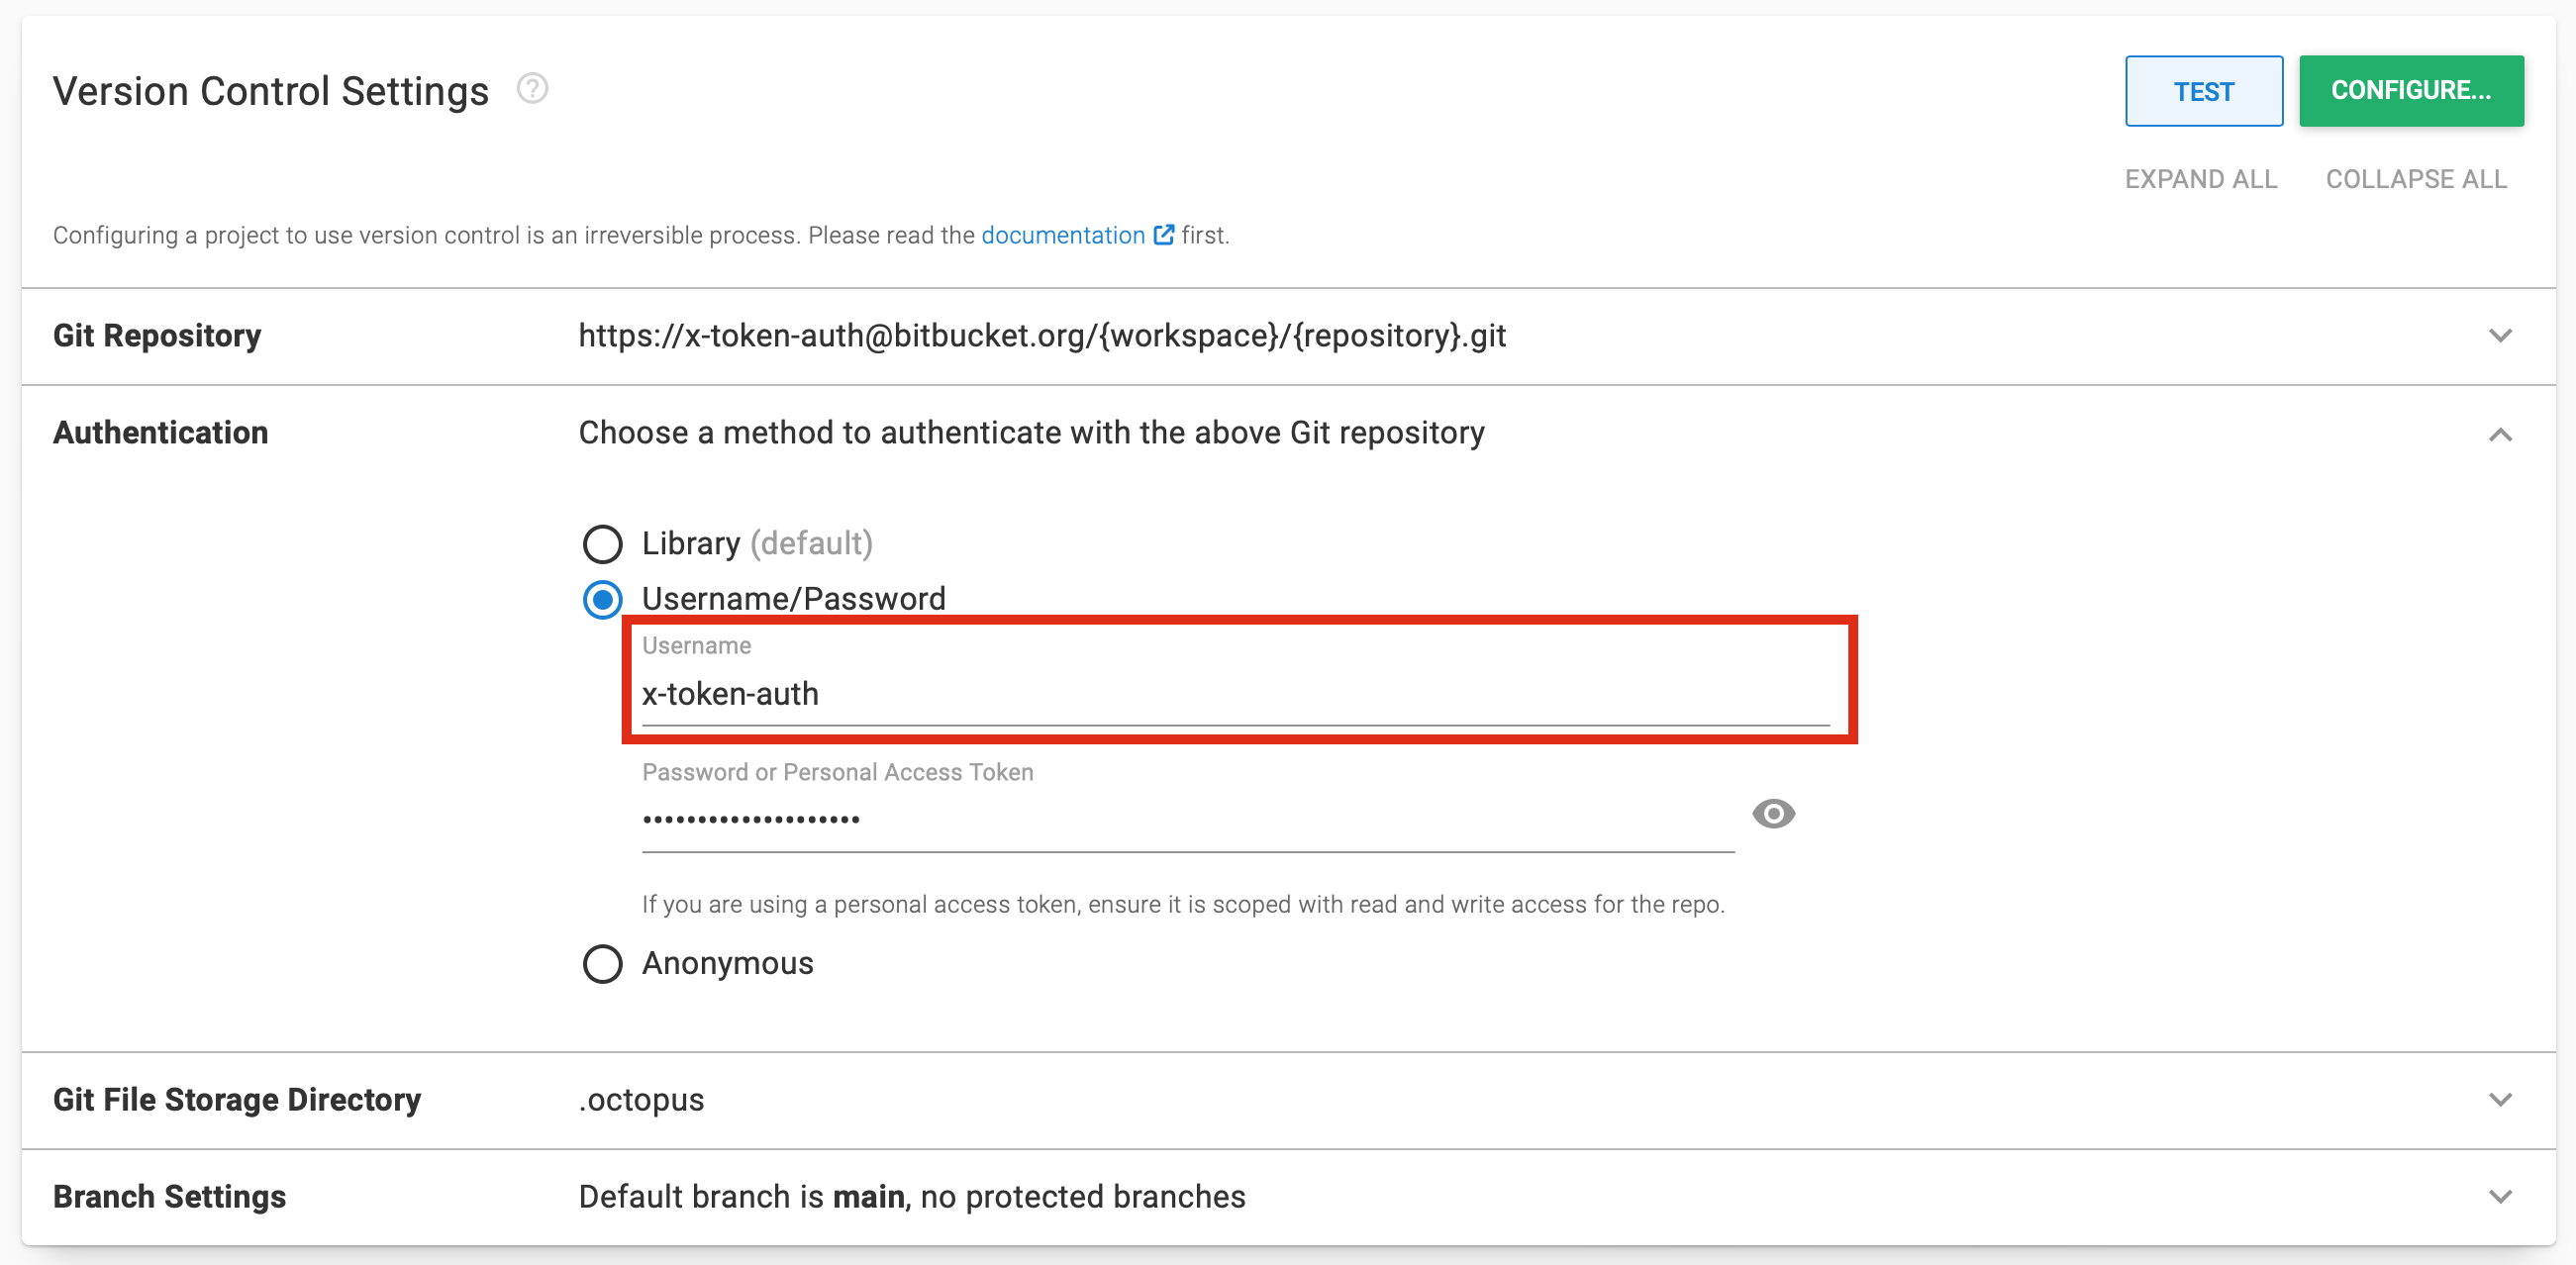 Version Control Settings
TEST
CONFIGURE...
EXPAND ALL
COLLAPSE ALL
Configuring a project to use version control is an irreversible process. Please read the documentation first.
Git Repository
https://x-token-auth@bitbucket.org/{workspace}/{repository}.git
Authentication
Choose a method to authenticate with the above Git repository
Library (default)
Username/Password
Username
x-token-auth
Password or Personal Access Token
••••••••••••••••••••
If you are using a personal access token, ensure it is scoped with read and write access for the repo.
Anonymous
Git File Storage Directory
.octopus
Branch Settings
Default branch is main, no protected branches